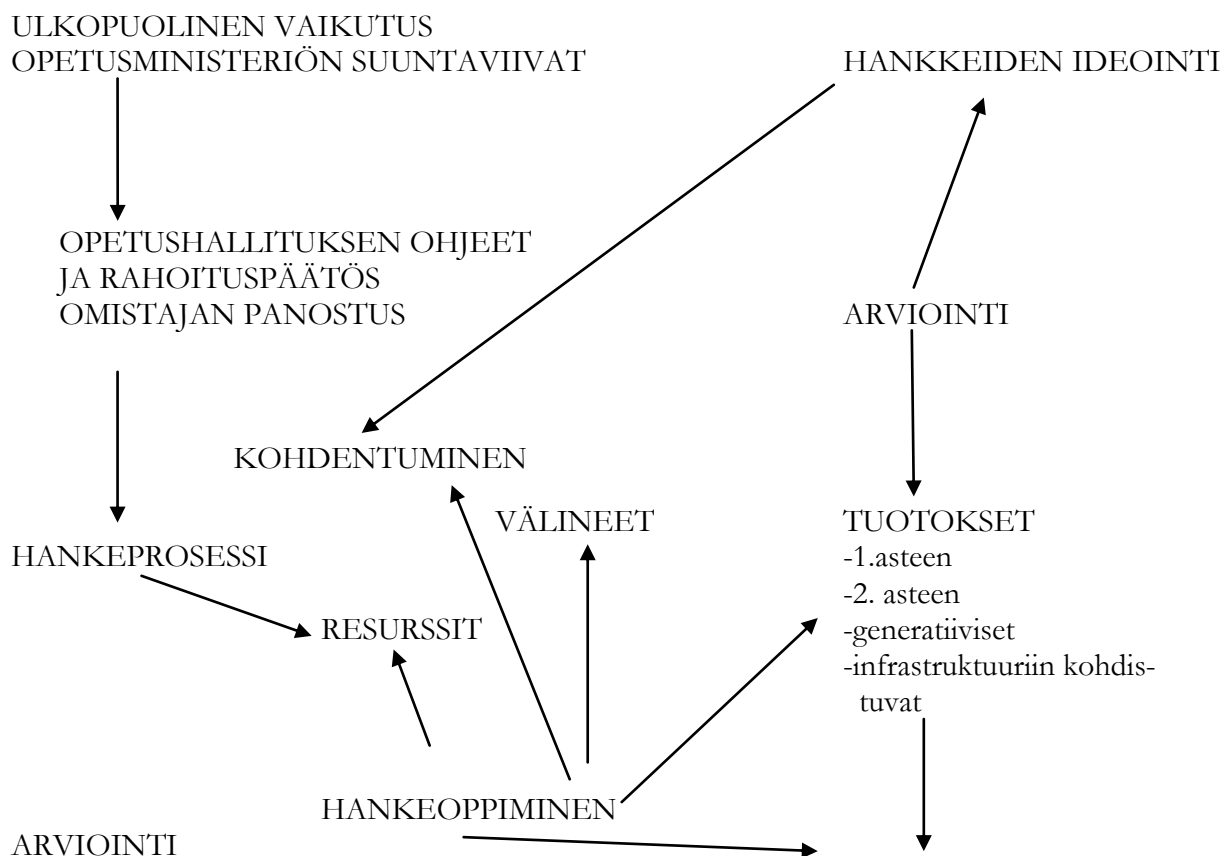 ULKOPUOLINEN VAIKUTUS
OPETUSMINISTERIÖN SUUNTAVIIVAT
HANKKEIDEN IDEOINTI
OPETUSHALLITUKSEN OHJEET
JA RAHOITUSPÄÄTÖS
OMISTAJAN PANOSTUS
ARVIOINTI
KOHDENTUMINEN
VÄLINEET
TUOTOKSET
-1.asteen
-2. asteen
-generatiiviset
-infrastruktuuriin kohdis-
tuvat
HANKEPROSESSI
RESURSSIT
HANKEOPPIMINEN
ARVIOINTI